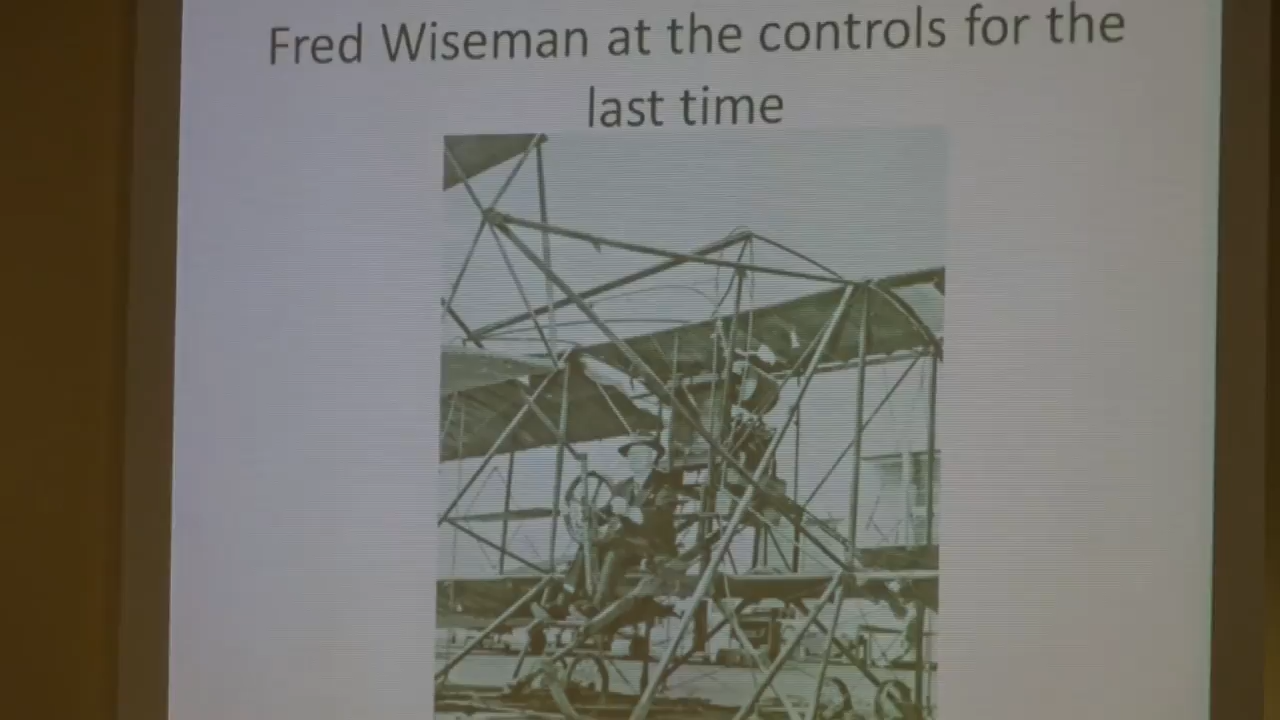 Fred Wiseman at the controls for the
last time